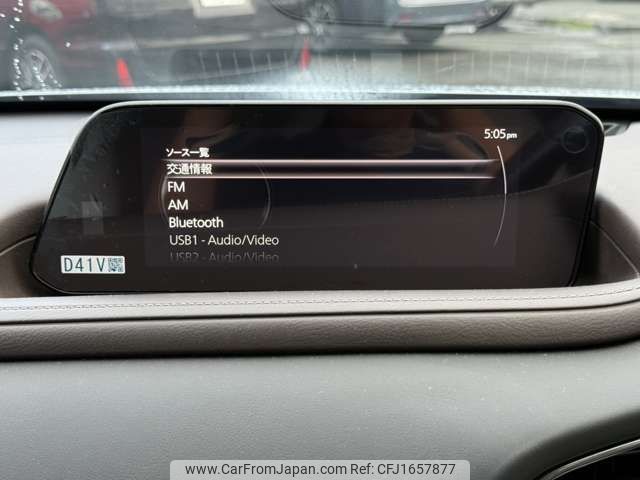 5:05pm
ソース一覧
交通情報
FM
AM
Bluetooth
USB1 - Audio/Video
USB2 - Audio/Video
D41V
www.CarFromJapan.com-CFJ1657877